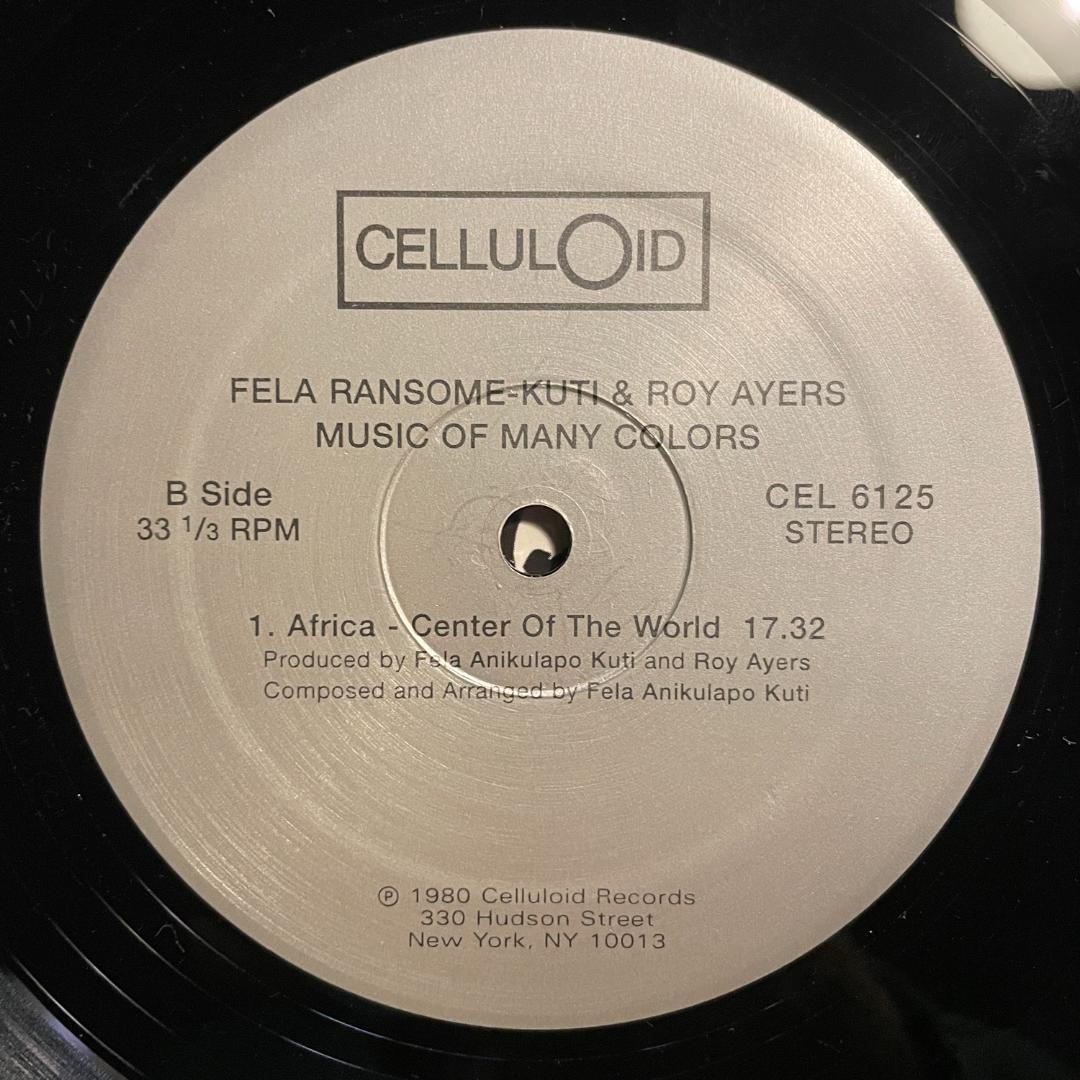 CELLULOID
FELA RANSOME-KUTI & ROY AYERS
MUSIC OF MANY COLORS
B Side
33 1/3 RPM
CEL 6125
STEREO
1. Africa - Center Of The World 17.32
Produced by Fela Anikulapo Kuti and Roy Ayers
Composed and Arranged by Fela Anikulapo Kuti
℗ 1980 Celluloid Records
330 Hudson Street
New York, NY 10013